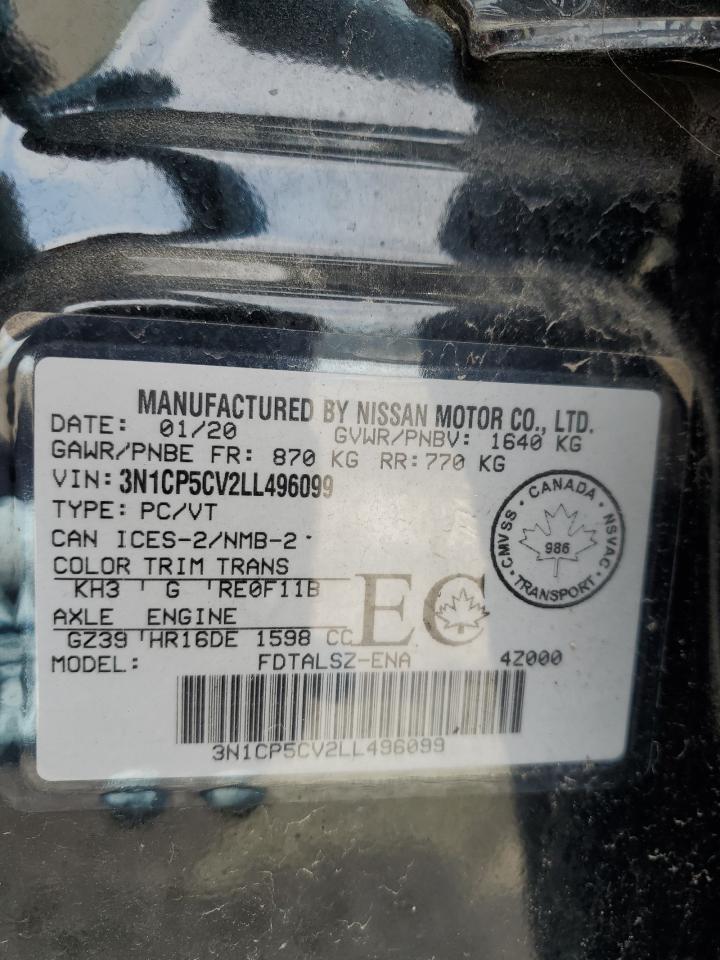 MANUFACTURED BY NISSAN MOTOR CO., LTD.
DATE: 01/20 GVWR/PNBV: 1640 KG
GAWR/PNBE FR: 870 KG RR: 770 KG
VIN: 3N1CP5CV2LL496099
TYPE: PC/VT
CAN ICES-2/NMB-2
COLOR TRIM TRANS
KH3 G RE0F11B
AXLE ENGINE
GZ39 HR16DE 1598 CC
EC
MODEL: FDTALSZ-ENA 4Z000
3N1CP5CV2LL496099
CANADA
CMVSS
NSVAC
986
TRANSPORT